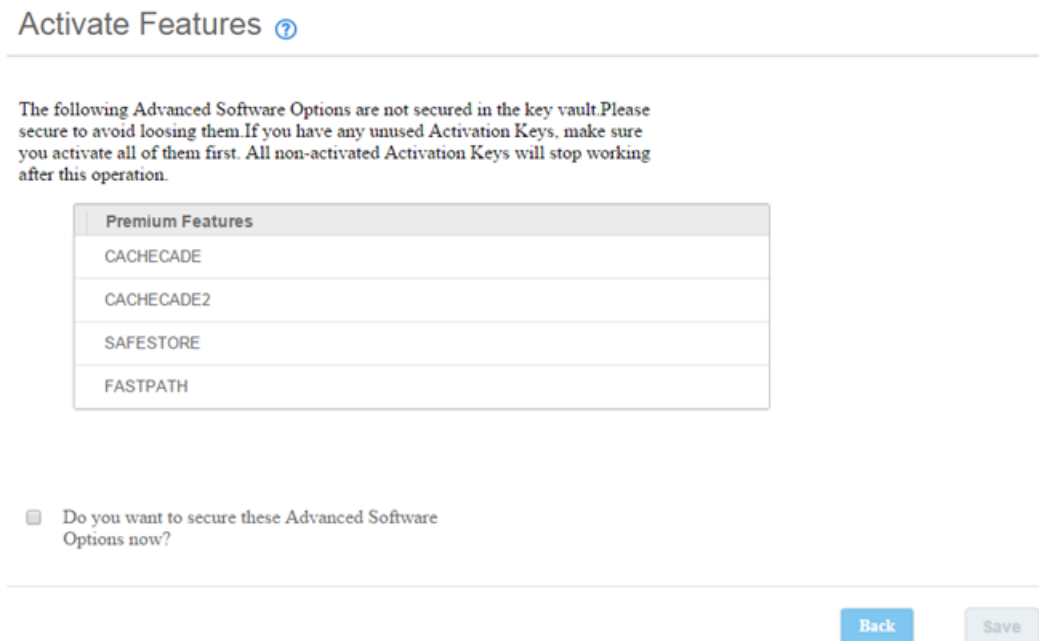 Activate Features ?
The following Advanced Software Options are not secured in the key vault.Please
secure to avoid loosing them.If you have any unused Activation Keys, make sure
you activate all of them first. All non-activated Activation Keys will stop working
after this operation.
Premium Features
CACHECADE
CACHECADE2
SAFESTORE
FASTPATH
Do you want to secure these Advanced Software
Options now?
Back Save